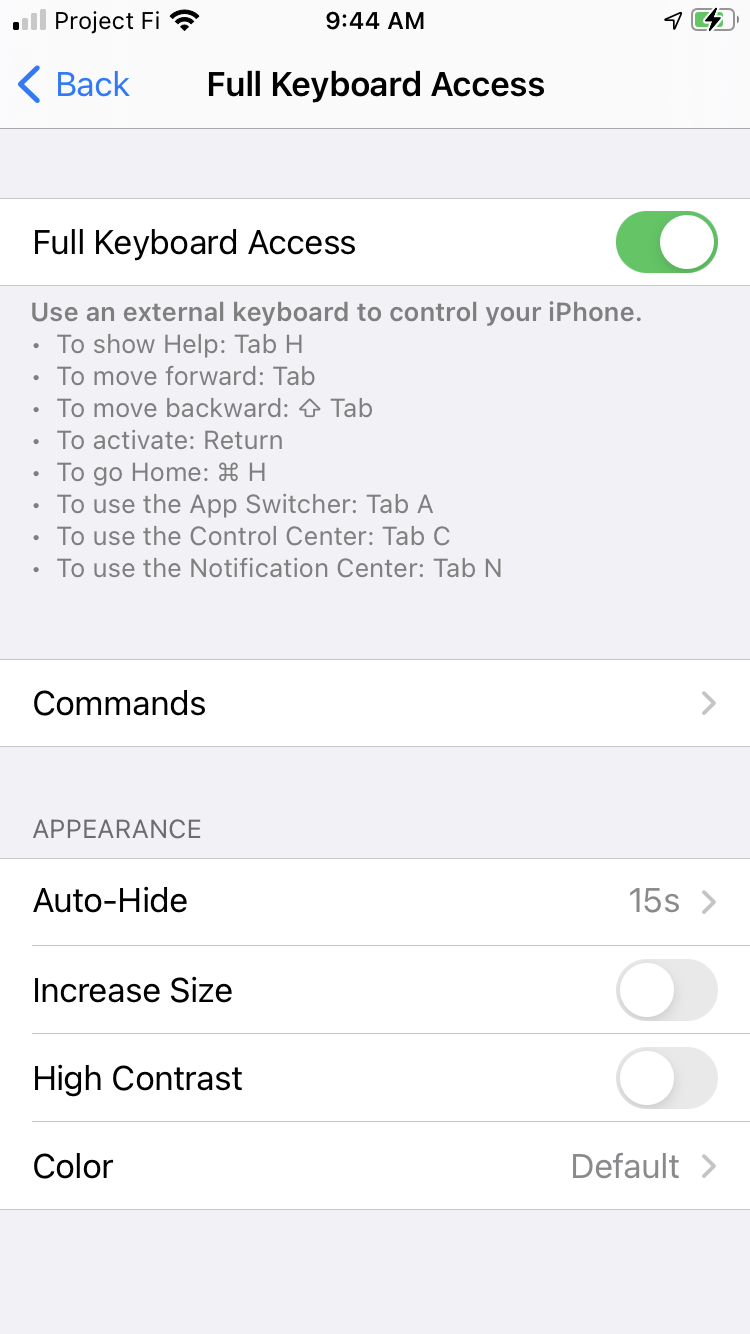 Project Fi 9:44 AM
Back Full Keyboard Access
Full Keyboard Access
Use an external keyboard to control your iPhone.
• To show Help: Tab H
• To move forward: Tab
• To move backward: ⇧ Tab
• To activate: Return
• To go Home: ⌘ H
• To use the App Switcher: Tab A
• To use the Control Center: Tab C
• To use the Notification Center: Tab N
Commands
APPEARANCE
Auto-Hide 15s
Increase Size
High Contrast
Color Default